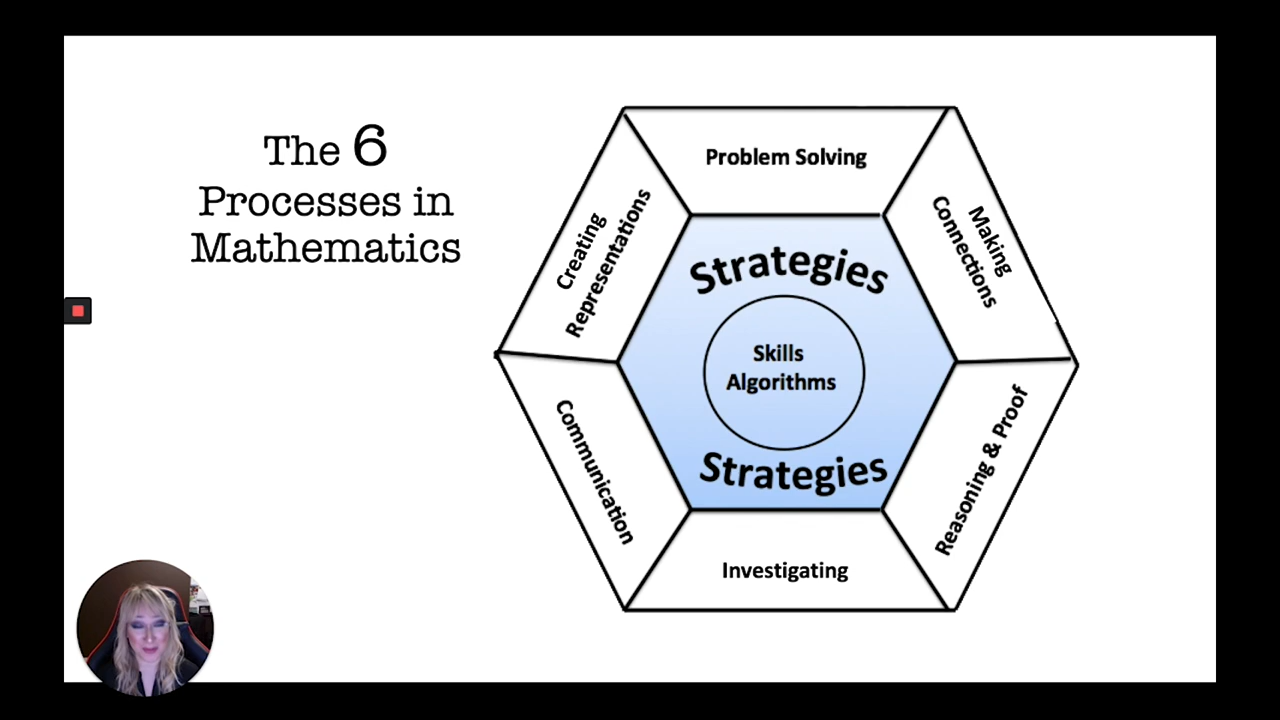 The 6
Processes in
Mathematics
Problem Solving
Making
Connections
Reasoning & Proof
Investigating
Communication
Creating
Representations
Strategies
Skills
Algorithms
Strategies